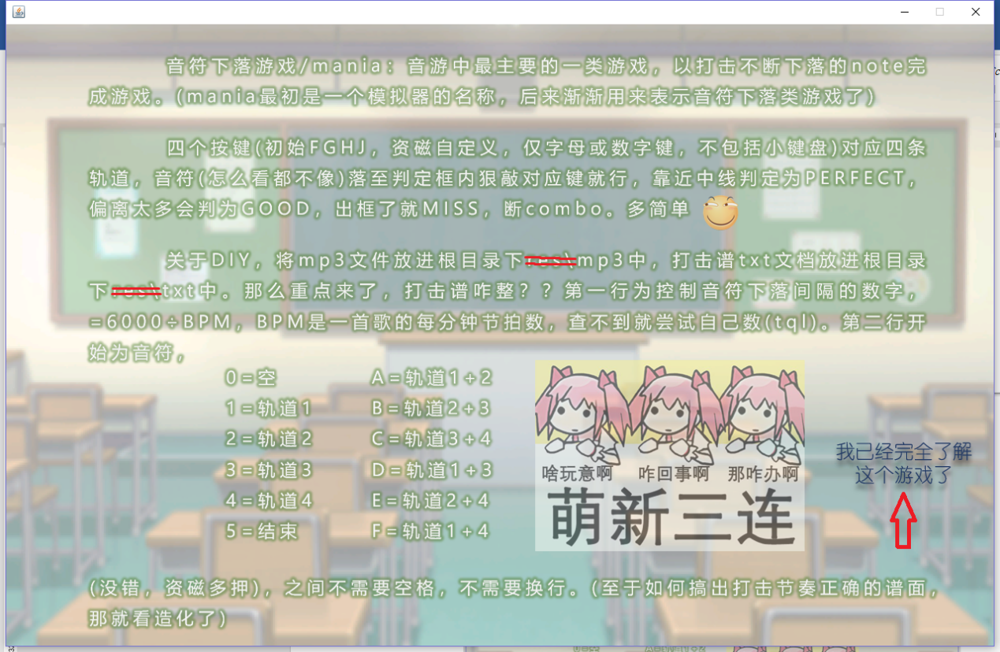 音符下落游戏/mania：音游中最主要的一类游戏，以打击不断下落的note完
成游戏。(mania最初是一个模拟器的名称，后来渐渐用来表示音符下落类游戏了)
四个按键(初始FGHJ，资磁自定义，仅字母或数字键，不包括小键盘)对应四条
轨道，音符(怎么看都不像)落至判定框内狠敲对应键就行，靠近中线判定为PERFECT，
偏离太多会判为GOOD，出框了就MISS，断combo。多简单
关于DIY，将mp3文件放进根目录下res\mp3中，打击谱txt文档放进根目录
下res\txt中。那么重点来了，打击谱咋整？？第一行为控制音符下落间隔的数字，
=6000÷BPM，BPM是一首歌的每分钟节拍数，查不到就尝试自己数(tql)。第二行开
始为音符，
0=空 A=轨道1+2
1=轨道1 B=轨道2+3
2=轨道2 C=轨道3+4
3=轨道3 D=轨道1+3
4=轨道4 E=轨道2+4
5=结束 F=轨道1+4
啥玩意啊 咋回事啊 那咋办啊
萌新三连
我已经完全了解
这个游戏了
(没错，资磁多押)，之间不需要空格，不需要换行。(至于如何搞出打击节奏正确的谱面，
那就看造化了)